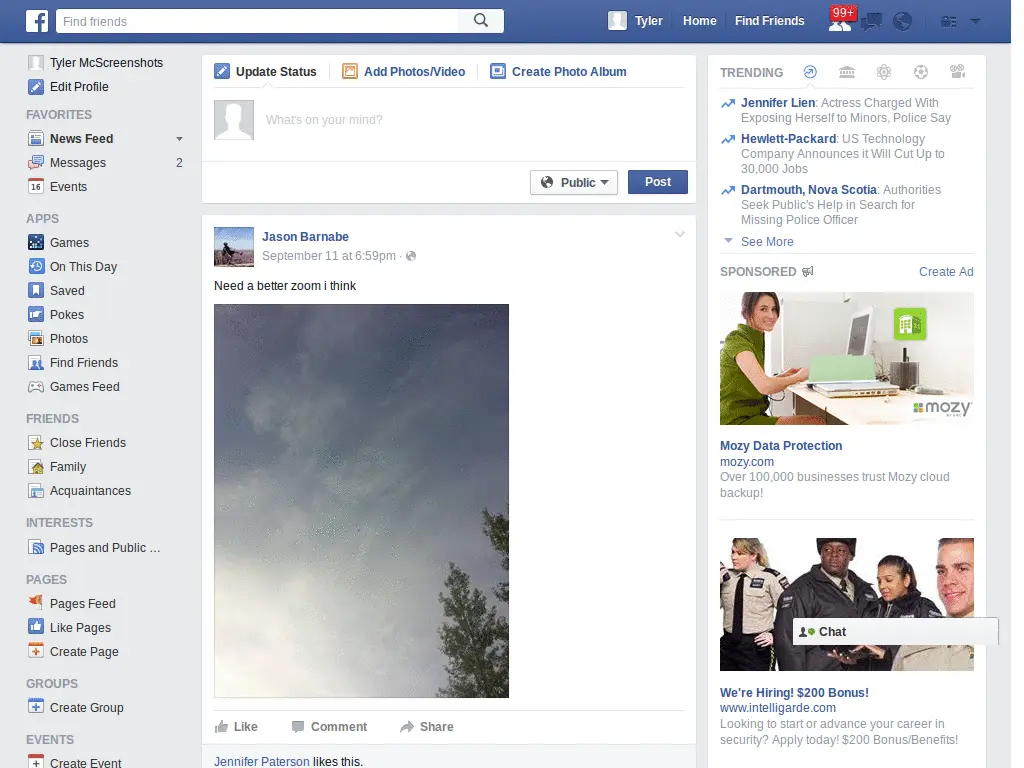 Find friends
Tyler
Home
Find Friends
99+
Tyler McScreenshots
Edit Profile
FAVORITES
News Feed
Messages
2
16
Events
APPS
Games
On This Day
Saved
Pokes
Photos
Find Friends
Games Feed
FRIENDS
Close Friends
Family
Acquaintances
INTERESTS
Pages and Public ...
PAGES
Pages Feed
Like Pages
Create Page
GROUPS
Create Group
EVENTS
Create Event
Update Status
Add Photos/Video
Create Photo Album
What's on your mind?
Public
Post
Jason Barnabe
September 11 at 6:59pm ·
Need a better zoom i think
Like
Comment
Share
Jennifer Paterson likes this.
TRENDING
Jennifer Lien: Actress Charged With
Exposing Herself to Minors, Police Say
Hewlett-Packard: US Technology
Company Announces it Will Cut Up to
30,000 Jobs
Dartmouth, Nova Scotia: Authorities
Seek Public's Help in Search for
Missing Police Officer
See More
SPONSORED
Create Ad
mozy
Mozy Data Protection
mozy.com
Over 100,000 businesses trust Mozy cloud
backup!
Chat
We're Hiring! $200 Bonus!
www.intelligarde.com
Looking to start or advance your career in
security? Apply today! $200 Bonus/Benefits!